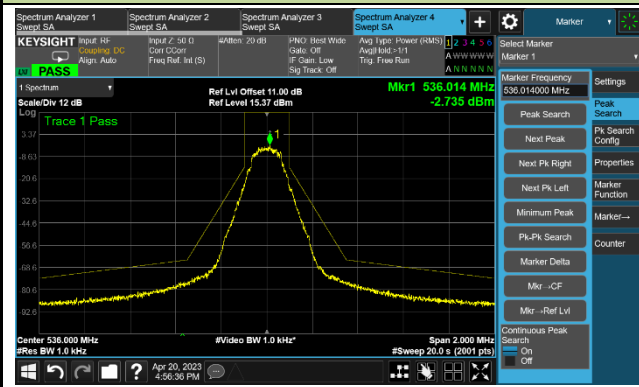 Spectrum Analyzer 1
Swept SA
Spectrum Analyzer 2
Swept SA
Spectrum Analyzer 3
Swept SA
Spectrum Analyzer 4
Swept SA
Marker
KEYSIGHT
Input: RF
Coupling: DC
Align: Auto
Input Z: 50 Ω
Corr CCorr
Freq Ref: Int (S)
#Atten: 20 dB
PNO: Best Wide
Gate: Off
IF Gain: Low
Sig Track: Off
Avg Type: Power (RMS)
Avg|Hold:>1/1
Trig: Free Run
1 2 3 4 5 6
A WWWWW
A N N N N N
LXI PASS
Select Marker
Marker 1
1 Spectrum
Scale/Div 12 dB
Ref Lvl Offset 11.00 dB
Ref Level 15.37 dBm
Mkr1 536.014 MHz
-2.735 dBm
Log
Trace 1 Pass
1
3.37
-8.63
-20.6
-32.6
-44.6
-56.6
-68.6
-80.6
-92.6
Center 536.000 MHz
#Res BW 1.0 kHz
#Video BW 1.0 kHz*
Span 2.000 MHz
#Sweep 20.0 s (2001 pts)
Marker Frequency
536.014000 MHz
Peak Search
Next Peak
Next Pk Right
Next Pk Left
Minimum Peak
Pk-Pk Search
Marker Delta
Mkr→CF
Mkr→Ref Lvl
Continuous Peak
Search
On
Off
Settings
Peak
Search
Pk Search
Config
Properties
Marker
Function
Marker→
Counter
?
Apr 20, 2023
4:56:36 PM